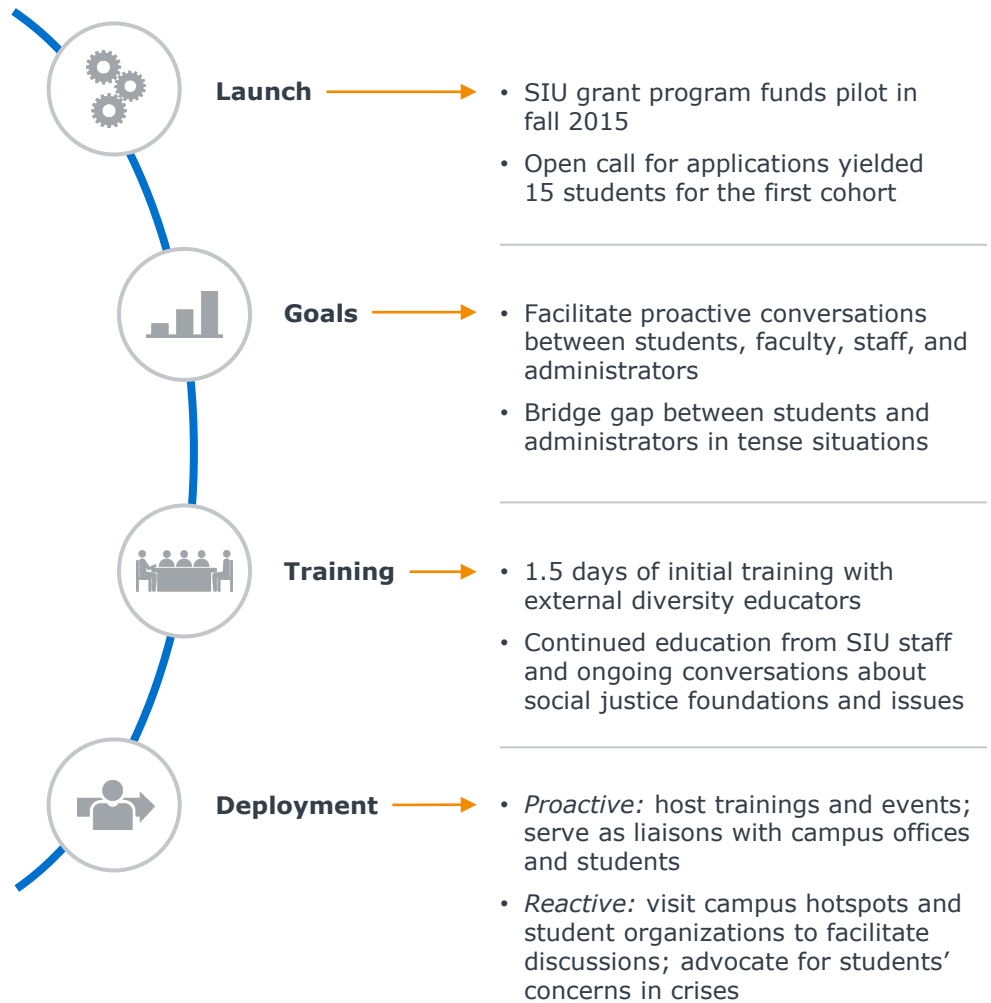 Launch
• SIU grant program funds pilot in
fall 2015
• Open call for applications yielded
15 students for the first cohort
Goals
• Facilitate proactive conversations
between students, faculty, staff, and
administrators
• Bridge gap between students and
administrators in tense situations
Training
• 1.5 days of initial training with
external diversity educators
• Continued education from SIU staff
and ongoing conversations about
social justice foundations and issues
Deployment
• Proactive: host trainings and events;
serve as liaisons with campus offices
and students
• Reactive: visit campus hotspots and
student organizations to facilitate
discussions; advocate for students’
concerns in crises